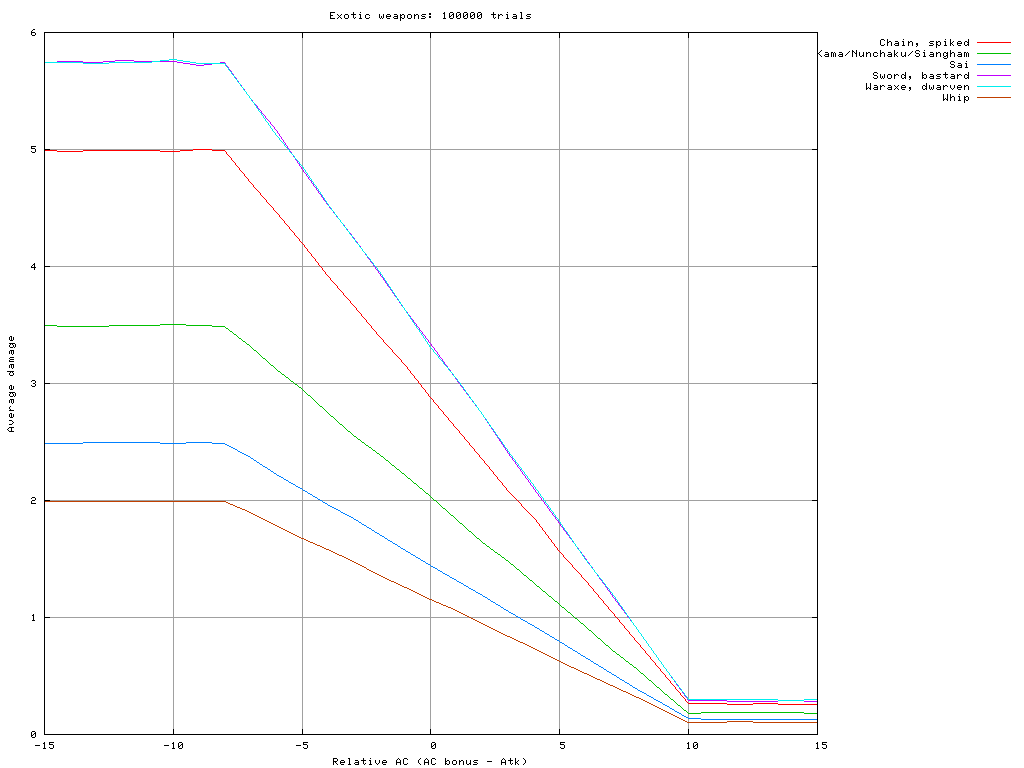 Exotic weapons: 100000 trials
Chain, spiked
Kama/Nunchaku/Siangham
Sai
Sword, bastard
Waraxe, dwarven
Whip
6
5
4
3
2
1
0
Average damage
-15 -10 -5 0 5 10 15
Relative AC (AC bonus - Atk)